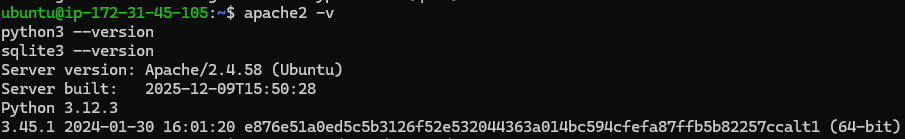 ubuntu@ip-172-31-45-105:~$ apache2 -v
python3 --version
sqlite3 --version
Server version: Apache/2.4.58 (Ubuntu)
Server built:   2025-12-09T15:50:28
Python 3.12.3
3.45.1 2024-01-30 16:01:20 e876e51a0ed5c5b3126f52e532044363a014bc594cfefa87ffb5b82257ccalt1 (64-bit)